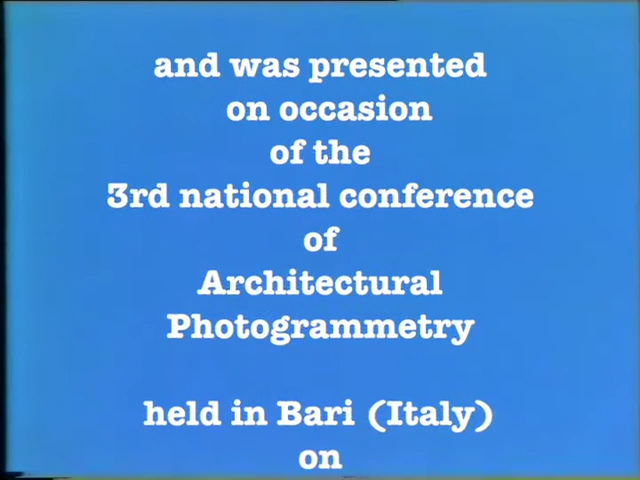 and was presented
on occasion
of the
3rd national conference
of
Architectural
Photogrammetry
held in Bari (Italy)
on